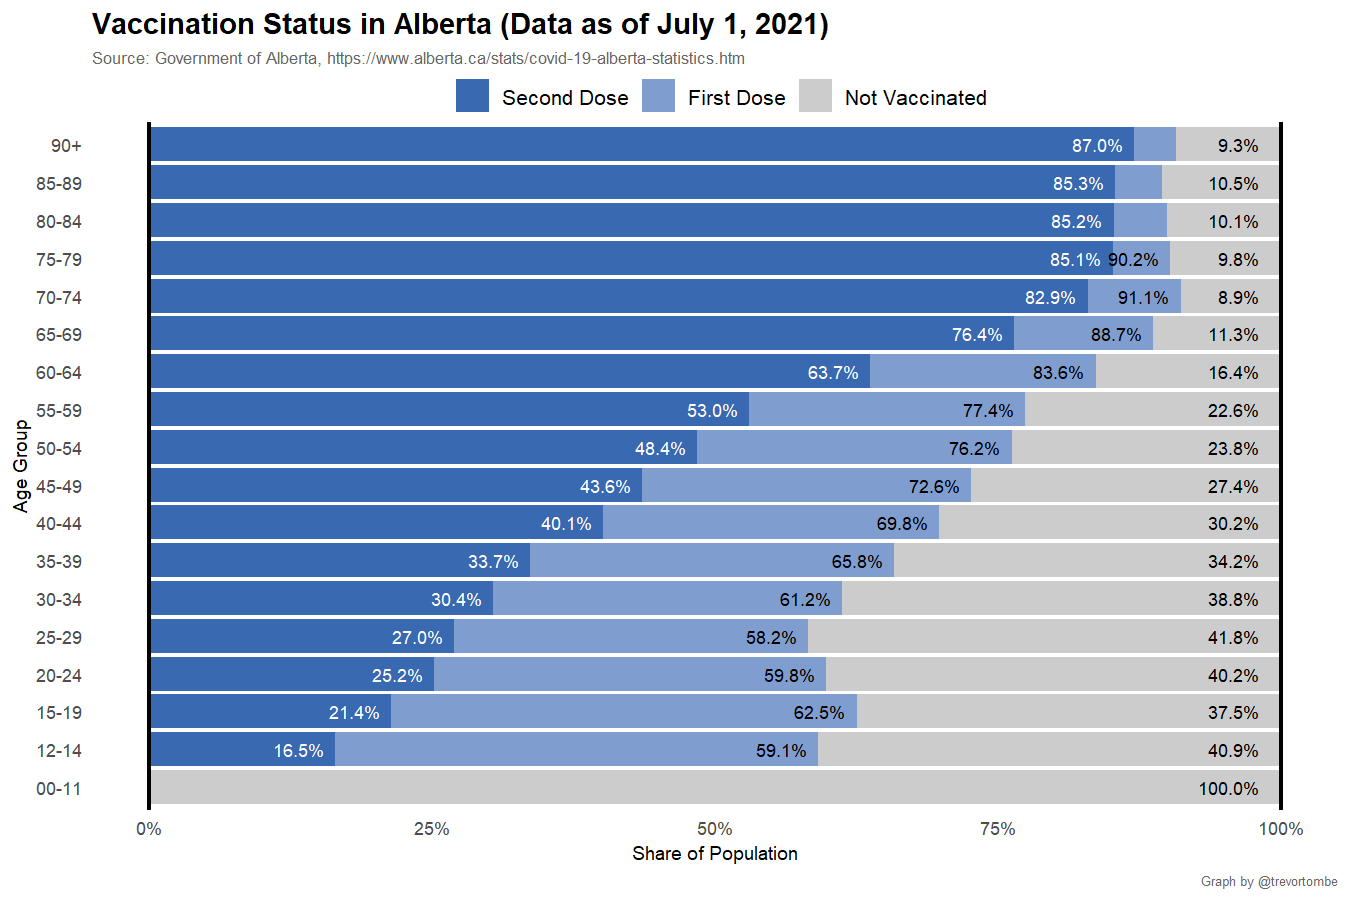 Vaccination Status in Alberta (Data as of July 1, 2021)
Source: Government of Alberta, https://www.alberta.ca/stats/covid-19-alberta-statistics.htm
Second Dose First Dose Not Vaccinated
90+ 87.0% 9.3%
85-89 85.3% 10.5%
80-84 85.2% 10.1%
75-79 85.1% 90.2% 9.8%
70-74 82.9% 91.1% 8.9%
65-69 76.4% 88.7% 11.3%
60-64 63.7% 83.6% 16.4%
55-59 53.0% 77.4% 22.6%
50-54 48.4% 76.2% 23.8%
45-49 43.6% 72.6% 27.4%
40-44 40.1% 69.8% 30.2%
35-39 33.7% 65.8% 34.2%
30-34 30.4% 61.2% 38.8%
25-29 27.0% 58.2% 41.8%
20-24 25.2% 59.8% 40.2%
15-19 21.4% 62.5% 37.5%
12-14 16.5% 59.1% 40.9%
00-11 100.0%
Age Group
0% 25% 50% 75% 100%
Share of Population
Graph by @trevortombe